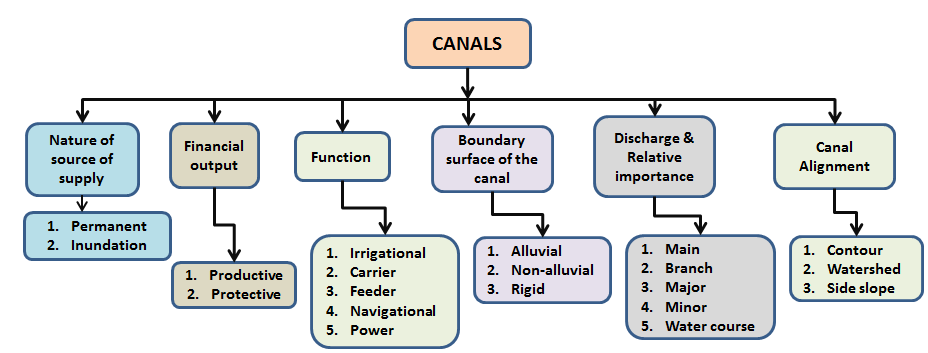 CANALS
Nature of
source of
supply
Financial
output
Function
Boundary
surface of the
canal
Discharge &
Relative
importance
Canal
Alignment
1. Permanent
2. Inundation
1. Productive
2. Protective
1. Irrigational
2. Carrier
3. Feeder
4. Navigational
5. Power
1. Alluvial
2. Non-alluvial
3. Rigid
1. Main
2. Branch
3. Major
4. Minor
5. Water course
1. Contour
2. Watershed
3. Side slope